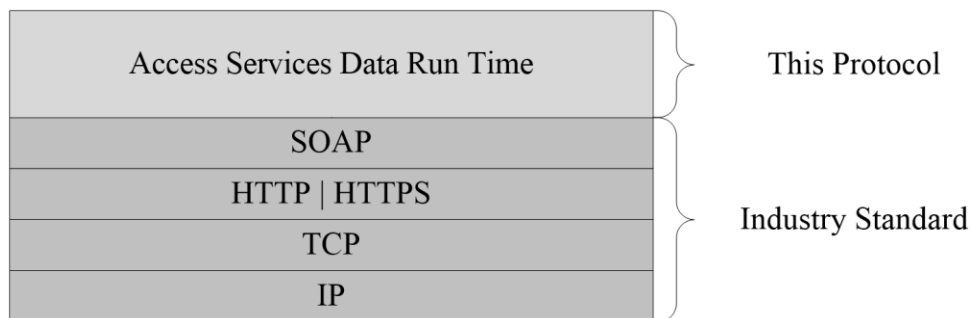 Access Services Data Run Time
This Protocol
SOAP
HTTP | HTTPS
TCP
IP
Industry Standard